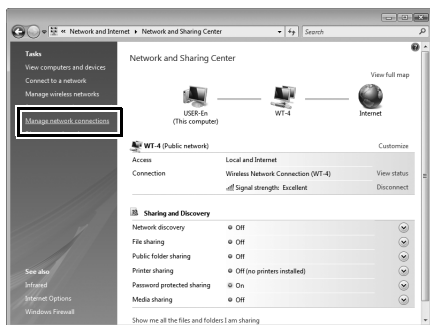 « Network and Internet ▸ Network and Sharing Center
Search
Tasks
View computers and devices
Connect to a network
Manage wireless networks
Manage network connections
See also
Infrared
Internet Options
Windows Firewall
Network and Sharing Center
View full map
USER-En
(This computer)
WT-4
Internet
WT-4 (Public network)
Customize
Access Local and Internet
Connection Wireless Network Connection (WT-4) View status
Signal strength: Excellent Disconnect
Sharing and Discovery
Network discovery Off
File sharing Off
Public folder sharing Off
Printer sharing Off (no printers installed)
Password protected sharing On
Media sharing Off
Show me all the files and folders I am sharing